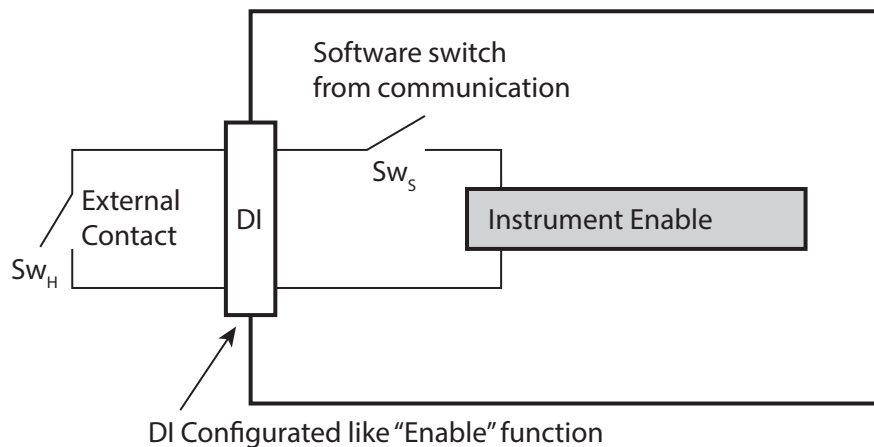 Software switch
from communication
External
Contact
DI
Sw_S
Instrument Enable
Sw_H
DI Configurated like “Enable” function